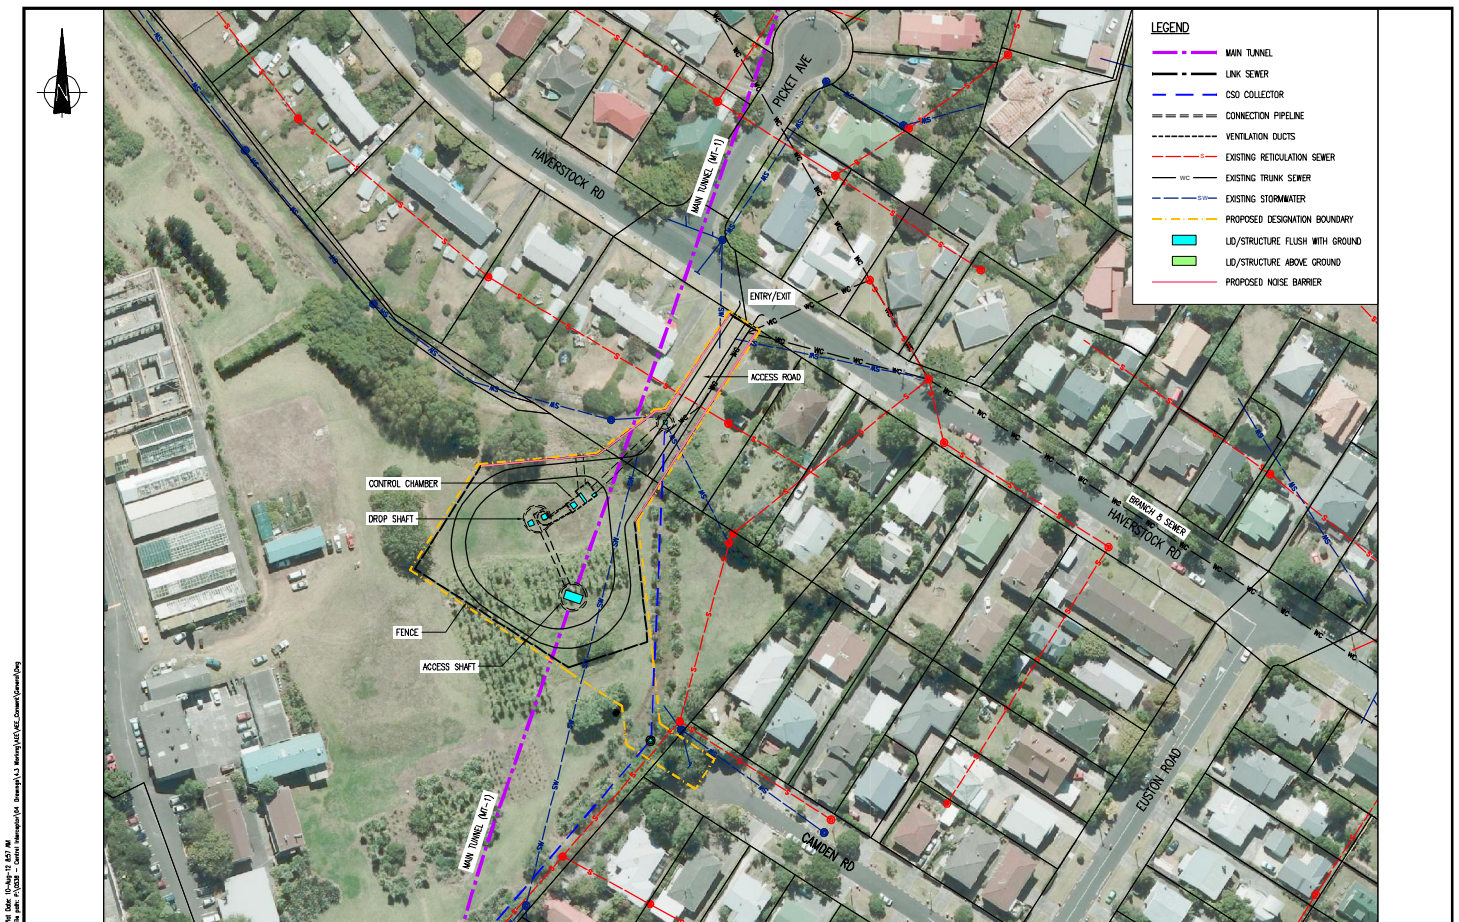 LEGEND
MAIN TUNNEL
LINK SEWER
CSO COLLECTOR
CONNECTION PIPELINE
VENTILATION DUCTS
S EXISTING RETICULATION SEWER
WC EXISTING TRUNK SEWER
SW EXISTING STORMWATER
PROPOSED DESIGNATION BOUNDARY
LID/STRUCTURE FLUSH WITH GROUND
LID/STRUCTURE ABOVE GROUND
PROPOSED NOISE BARRIER
N
PICKET AVE
HAVERSTOCK RD
MAIN TUNNEL (MT-1)
ENTRY/EXIT
ACCESS ROAD
CONTROL CHAMBER
DROP SHAFT
BRANCH 8 SEWER
HAVERSTOCK RD
FENCE
ACCESS SHAFT
EUSTON ROAD
MAIN TUNNEL (MT-1)
CAMDEN RD